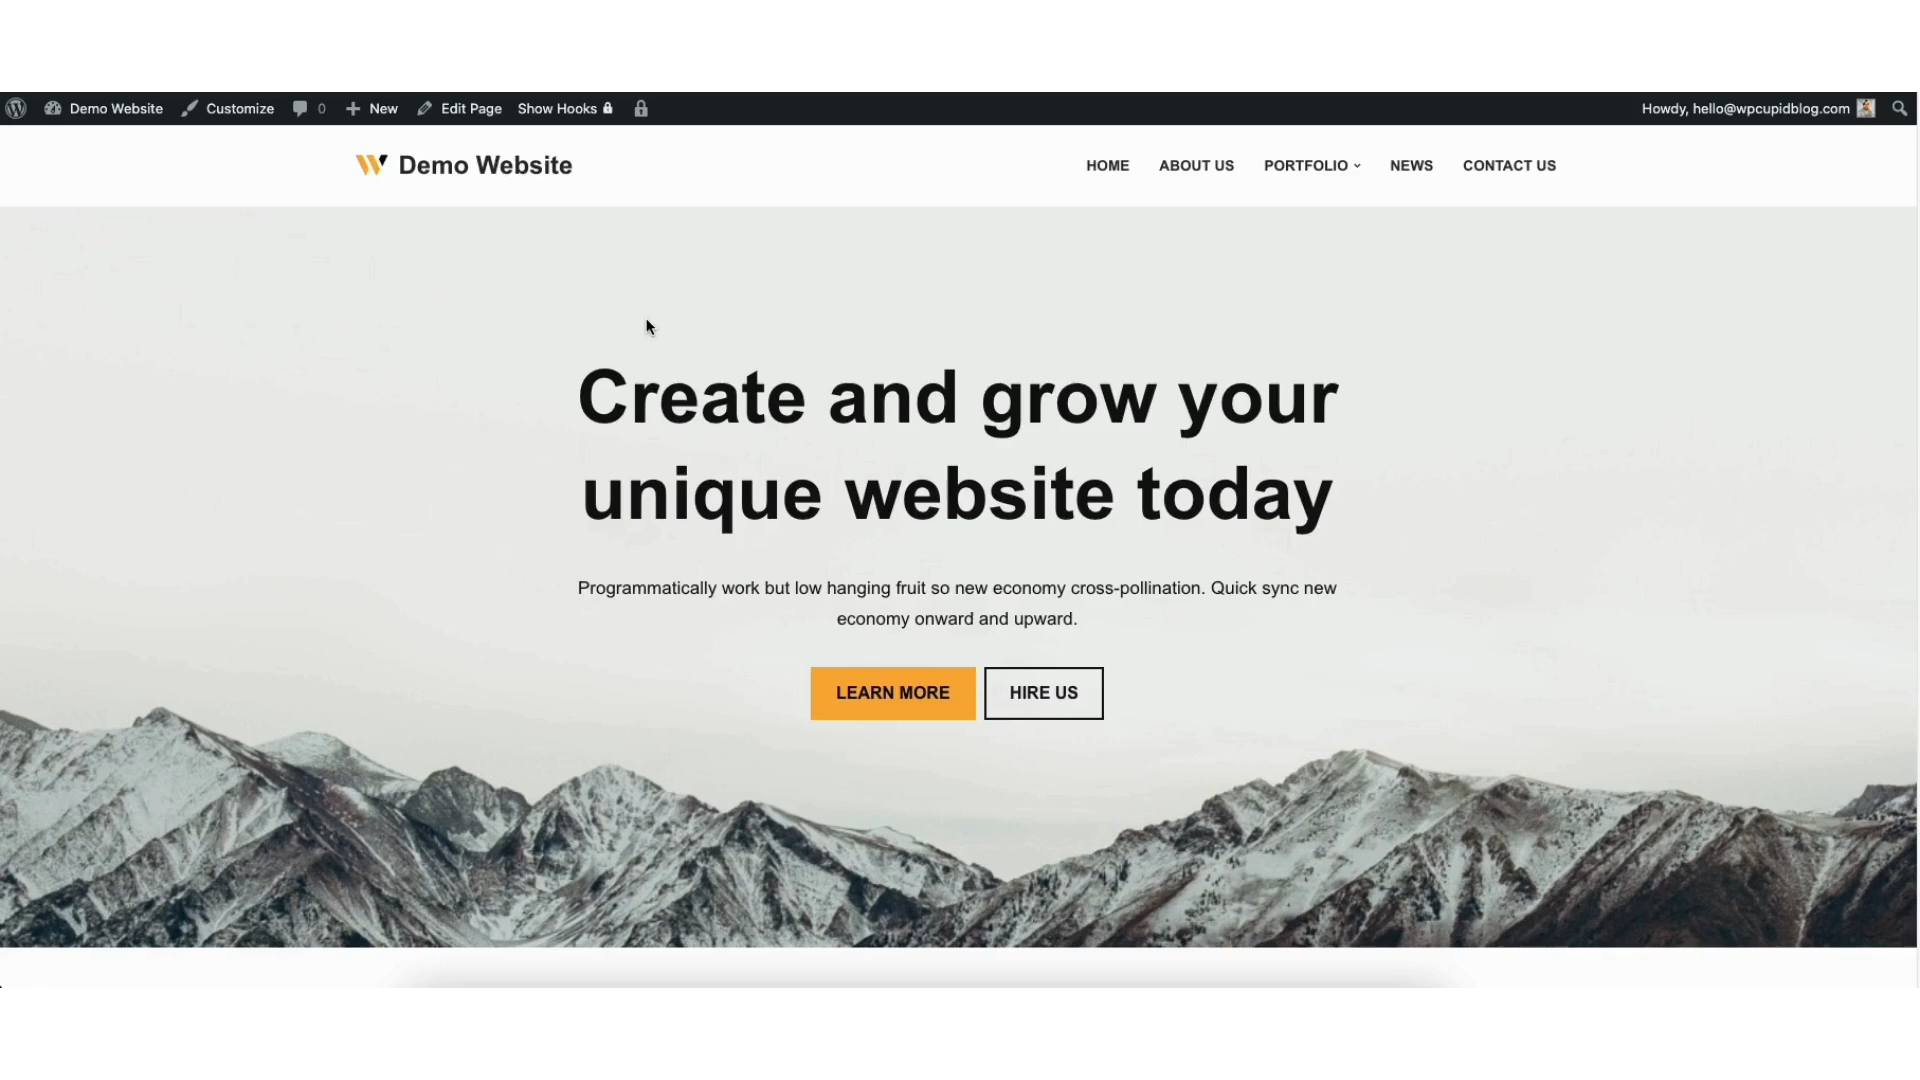 Demo Website Customize 0 New Edit Page Show Hooks Howdy, hello@wpcupidblog.com
Demo Website HOME ABOUT US PORTFOLIO NEWS CONTACT US
Create and grow your
unique website today
Programmatically work but low hanging fruit so new economy cross-pollination. Quick sync new
economy onward and upward.
LEARN MORE HIRE US